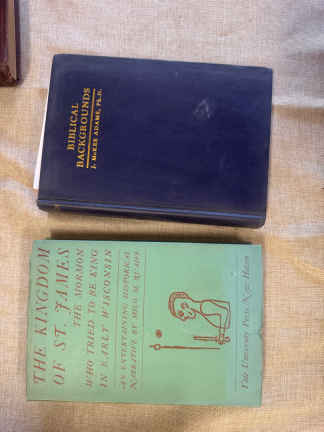 BIBLICAL
BACKGROUNDS
J. McKEE ADAMS, PH.D.
THE KINGDOM
OF ST. JAMES
THE MORMON
WHO TRIED TO BE KING
IN EARLY WISCONSIN
AN ENTERTAINING HISTORICAL
NARRATIVE BY MILO M. QUAIFE
Yale University Press New Haven